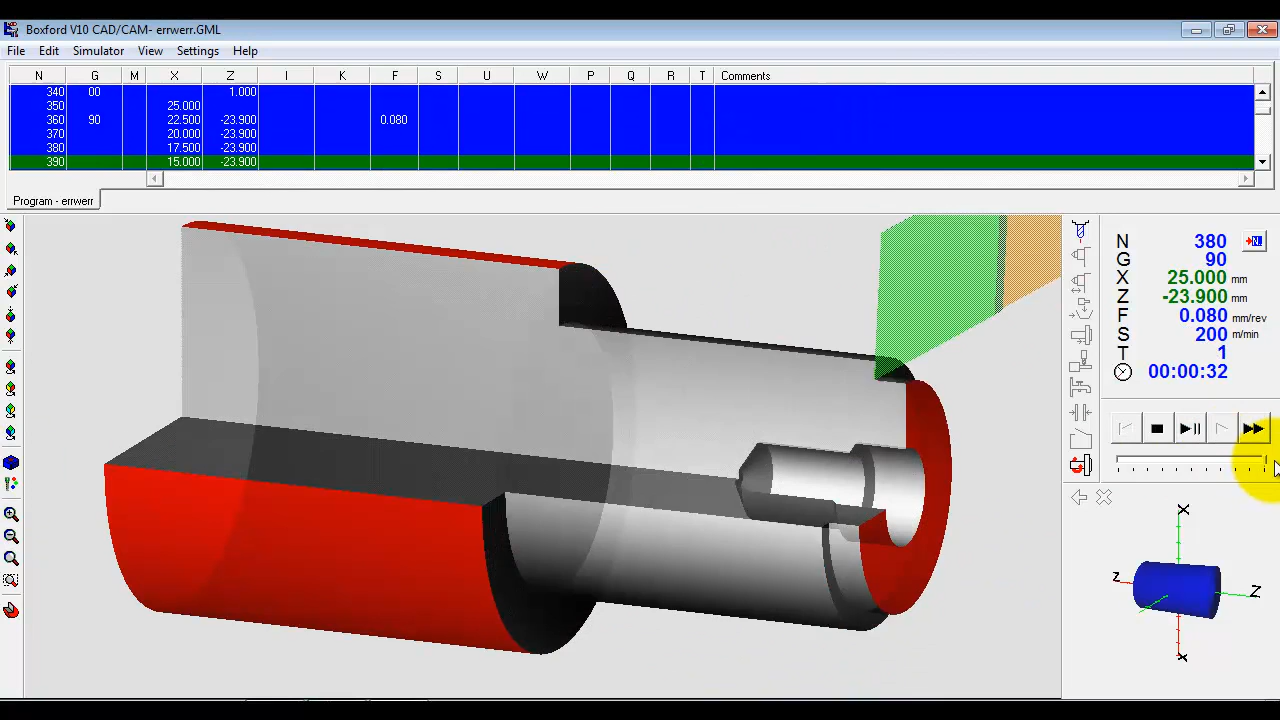 Boxford V10 CAD/CAM- errwerr.GML
File Edit Simulator View Settings Help
N G M X Z I K F S U W P Q R T Comments
340 00 1.000
350 25.000
360 90 22.500 -23.900 0.080
370 20.000 -23.900
380 17.500 -23.900
390 15.000 -23.900
Program - errwerr
N 380
G 90
X 25.000 mm
Z -23.900 mm
F 0.080 mm/rev
S 200 m/min
T 1
00:00:32
X
Z
Z
X